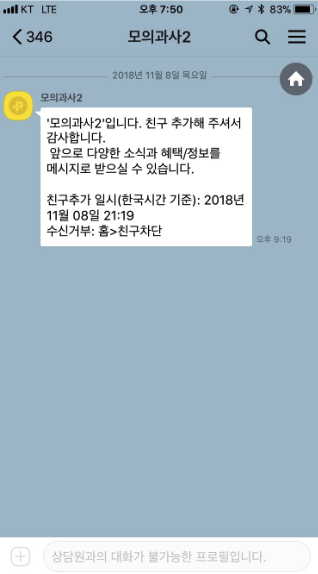 KT LTE 오후 7:50 83%
346 모의과사2
2018년 11월 8일 목요일
모의과사2
'모의과사2'입니다. 친구 추가해 주셔서
감사합니다.
앞으로 다양한 소식과 혜택/정보를
메시지로 받으실 수 있습니다.
친구추가 일시(한국시간 기준): 2018년
11월 08일 21:19
수신거부: 홈>친구차단
오후 9:19
상담원과의 대화가 불가능한 프로필입니다.